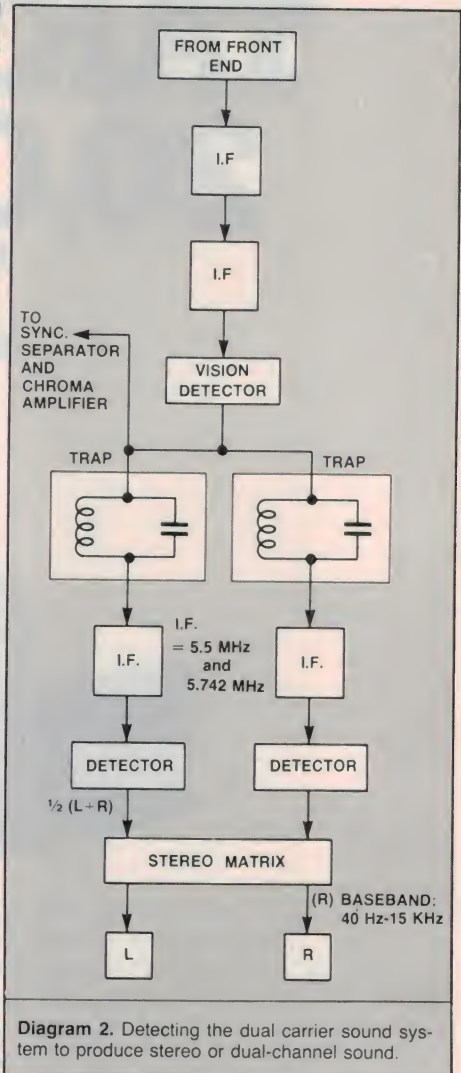 FROM FRONT
END
I.F
I.F
TO
SYNC.
SEPARATOR
AND
CHROMA
AMPLIFIER
VISION
DETECTOR
TRAP
TRAP
I.F.
I.F.
= 5.5 MHz
and
5.742 MHz
I.F.
DETECTOR
DETECTOR
½ (L÷R)
STEREO MATRIX
(R) BASEBAND:
40 Hz-15 KHz
L
R
Diagram 2. Detecting the dual carrier sound sys-
tem to produce stereo or dual-channel sound.